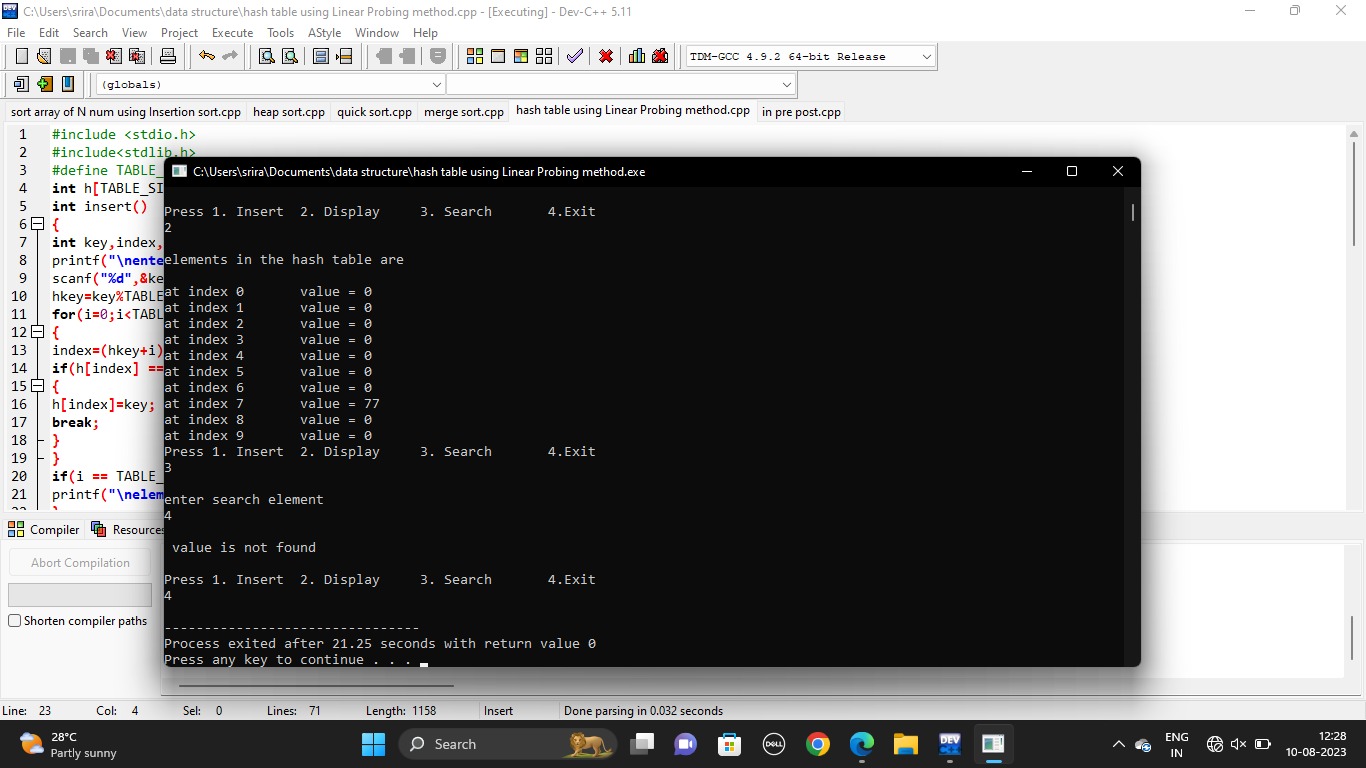 C:\Users\srira\Documents\data structure\hash table using Linear Probing method.cpp - [Executing] - Dev-C++ 5.11
File Edit Search View Project Execute Tools AStyle Window Help
TDM-GCC 4.9.2 64-bit Release
(globals)
sort array of N num using Insertion sort.cpp heap sort.cpp quick sort.cpp merge sort.cpp hash table using Linear Probing method.cpp in pre post.cpp
1 #include <stdio.h>
2 #include<stdlib.h>
3 #define TABLE_
4 int h[TABLE_SI
5 int insert()
6 {
7 int key,index,
8 printf("\nente
9 scanf("%d",&ke
10 hkey=key%TABLE
11 for(i=0;i<TABL
12 {
13 index=(hkey+i)
14 if(h[index] ==
15 {
16 h[index]=key;
17 break;
18 }
19 }
20 if(i == TABLE_
21 printf("\nelem
C:\Users\srira\Documents\data structure\hash table using Linear Probing method.exe
Press 1. Insert 2. Display 3. Search 4.Exit
2
elements in the hash table are
at index 0 value = 0
at index 1 value = 0
at index 2 value = 0
at index 3 value = 0
at index 4 value = 0
at index 5 value = 0
at index 6 value = 0
at index 7 value = 77
at index 8 value = 0
at index 9 value = 0
Press 1. Insert 2. Display 3. Search 4.Exit
3
enter search element
4
value is not found
Press 1. Insert 2. Display 3. Search 4.Exit
4
--------------------------------
Process exited after 21.25 seconds with return value 0
Press any key to continue . . .
Compiler Resources
Abort Compilation
Shorten compiler paths
Line: 23 Col: 4 Sel: 0 Lines: 71 Length: 1158 Insert Done parsing in 0.032 seconds
28°C
Partly sunny
Search
DELL
DEV
ENG
IN
12:28
10-08-2023